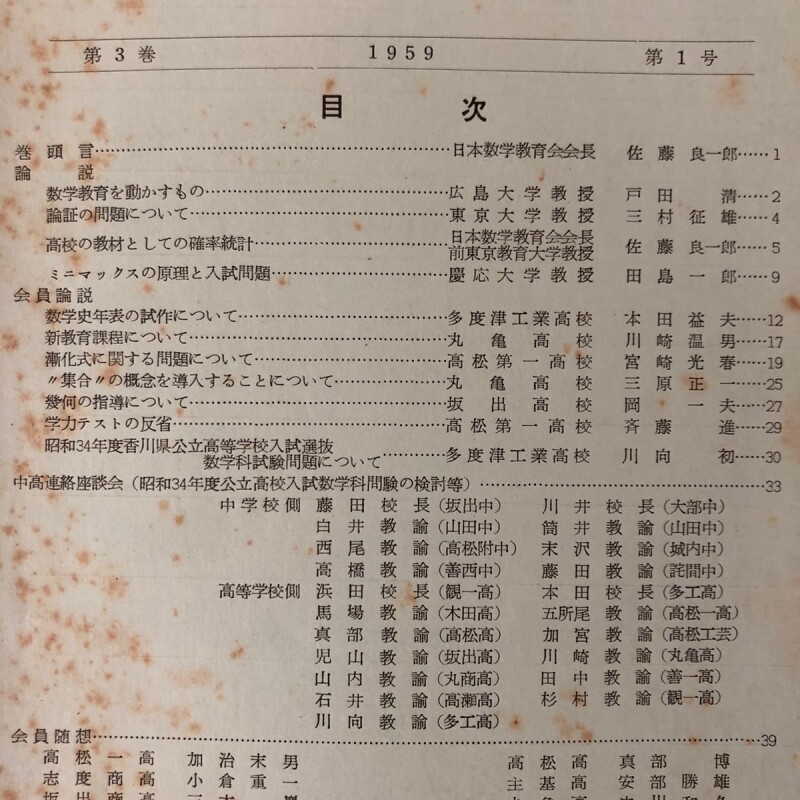 第3巻 1959 第1号
目次
巻頭言……日本数学教育会会長 佐藤良一郎……1
論説
数学教育を動かすもの……広島大学教授 戸田清……2
論証の問題について……東京大学教授 三村征雄……4
高校の教材としての確率統計……日本数学教育会会長 前東京教育大学教授 佐藤良一郎……5
ミニマックスの原理と入試問題……慶応大学教授 田島一郎……9
会員論説
数学史年表の試作について……多度津工業高校 本田益夫……12
新教育課程について……丸亀高校 川崎温男……17
漸化式に関する問題について……高松第一高校 宮崎光春……19
〃集合〃の概念を導入することについて……丸亀高校 三原正一……25
幾何の指導について……坂出高校 岡一夫……27
学力テストの反省……高松第一高校 斉藤進……29
昭和34年度香川県公立高等学校入試選抜
数学科試験問題について……多度津工業高校 川向初……30
中高連絡座談会(昭和34年度公立高校入試数学科問験の検討等)……33
中学校側 藤田校長(坂出中) 川井校長(大部中)
白井教諭(山田中) 筒井教諭(山田中)
西尾教諭(高松附中) 末沢教諭(城内中)
高橋教諭(善西中) 藤田教諭(詫間中)
高等学校側 浜田校長(観一高) 本田校長(多工高)
馬場教諭(木田高) 五所尾教諭(高松一高)
真部教諭(高松高) 加宮教諭(高松工芸)
児山教諭(坂出高) 川崎教諭(丸亀高)
山内教諭(丸商高) 田中教諭(善一高)
石井教諭(高瀬高) 杉村教諭(観一高)
川向教諭(多工高)
会員随想……39
高松一高 加治末男 高松高 真部博
志度商高 小倉重一 主基高 安部勝雄
坂出商高